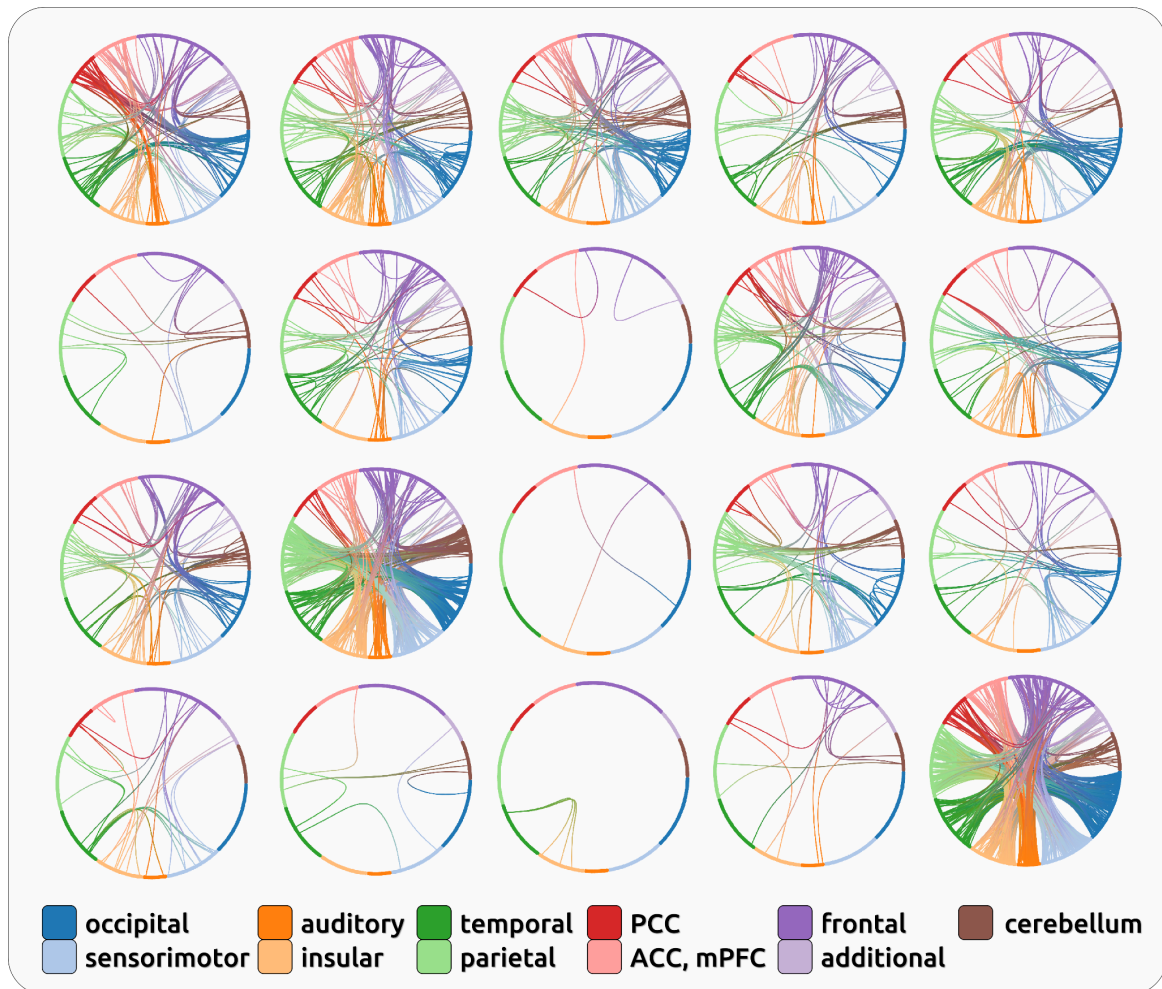 occipital auditory temporal PCC frontal cerebellum
sensorimotor insular parietal ACC, mPFC additional